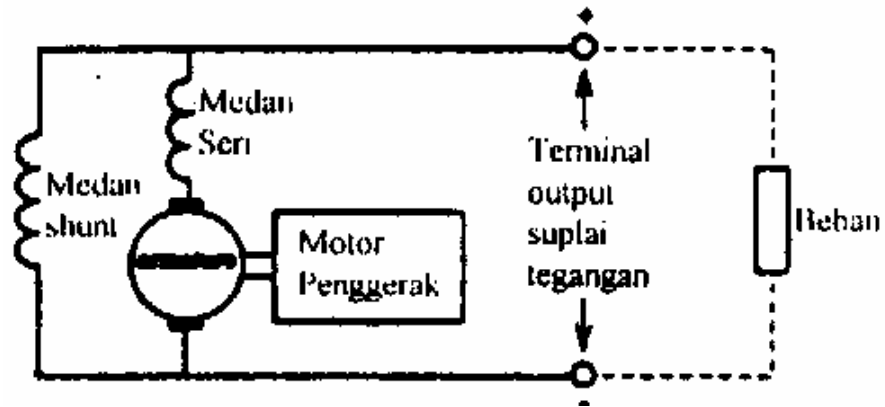 Medan
Seri
Medan
shunt
Motor
Penggerak
Terminal
output
suplai
tegangan
Beban